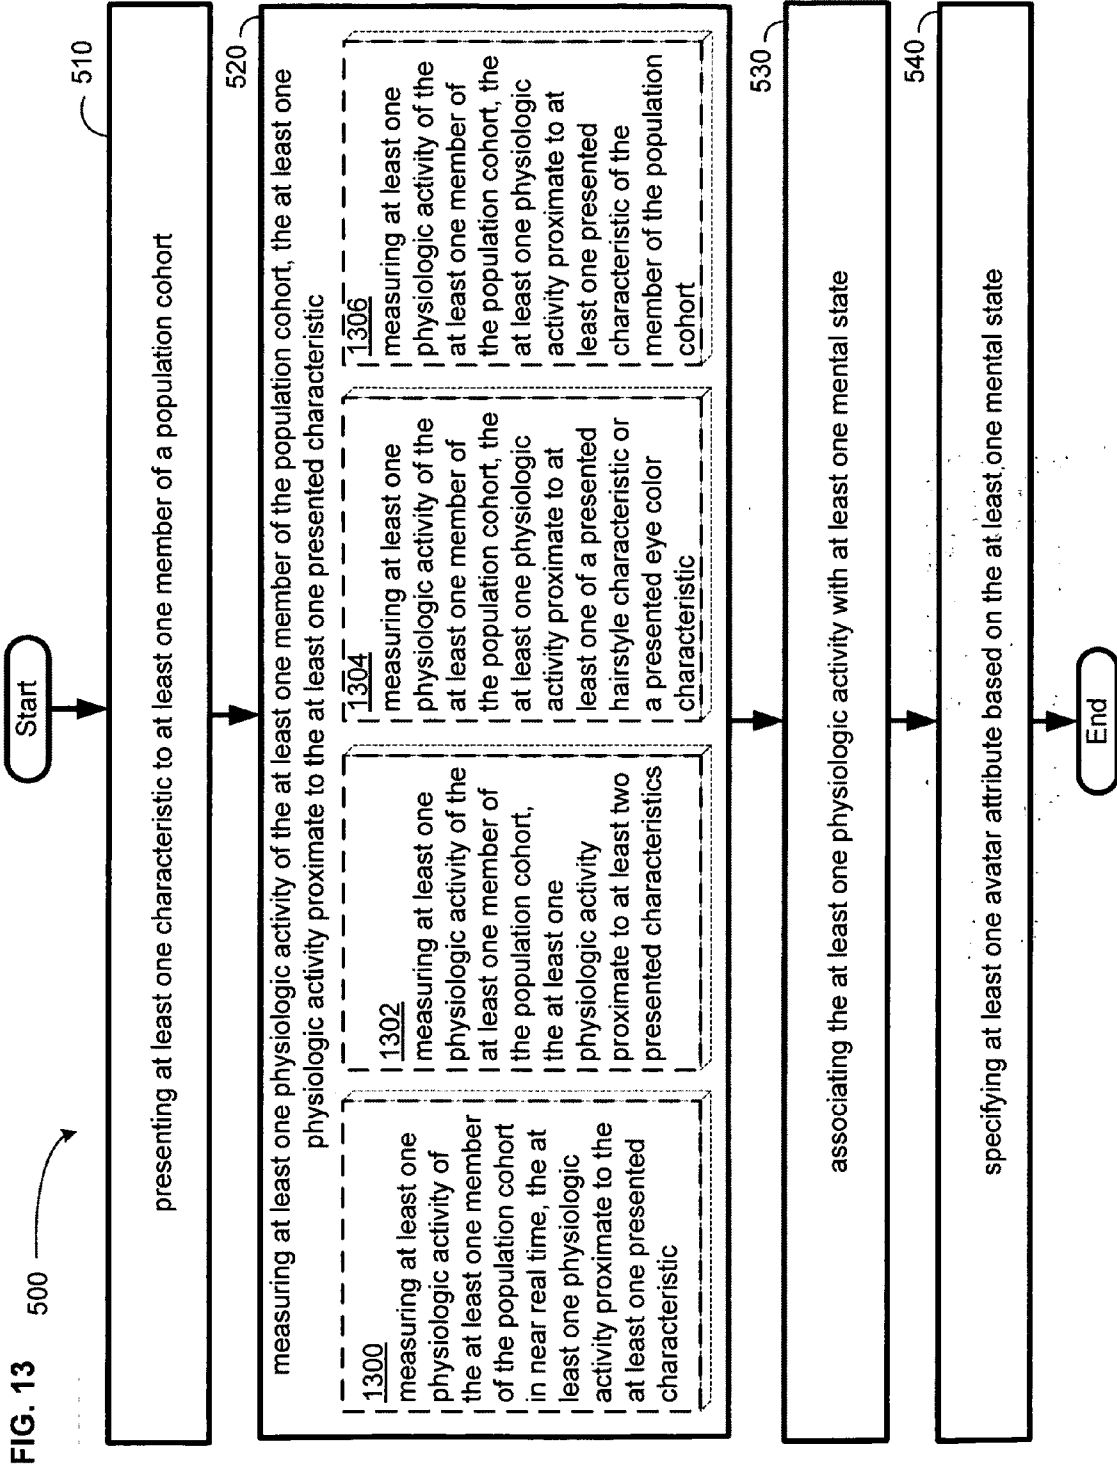 FIG. 13
500
Start
510
presenting at least one characteristic to at least one member of a population cohort
520
measuring at least one physiologic activity of the at least one member of the population cohort, the at least one
physiologic activity proximate to the at least one presented characteristic
1300
measuring at least one
physiologic activity of
the at least one member
of the population cohort
in near real time, the at
least one physiologic
activity proximate to the
at least one presented
characteristic
1302
measuring at least one
physiologic activity of the
at least one member of
the population cohort,
the at least one
physiologic activity
proximate to at least two
presented characteristics
1304
measuring at least one
physiologic activity of the
at least one member of
the population cohort, the
at least one physiologic
activity proximate to at
least one of a presented
hairstyle characteristic or
a presented eye color
characteristic
1306
measuring at least one
physiologic activity of the
at least one member of
the population cohort, the
at least one physiologic
activity proximate to at
least one presented
characteristic of the
member of the population
cohort
530
associating the at least one physiologic activity with at least one mental state
540
specifying at least one avatar attribute based on the at least one mental state
End